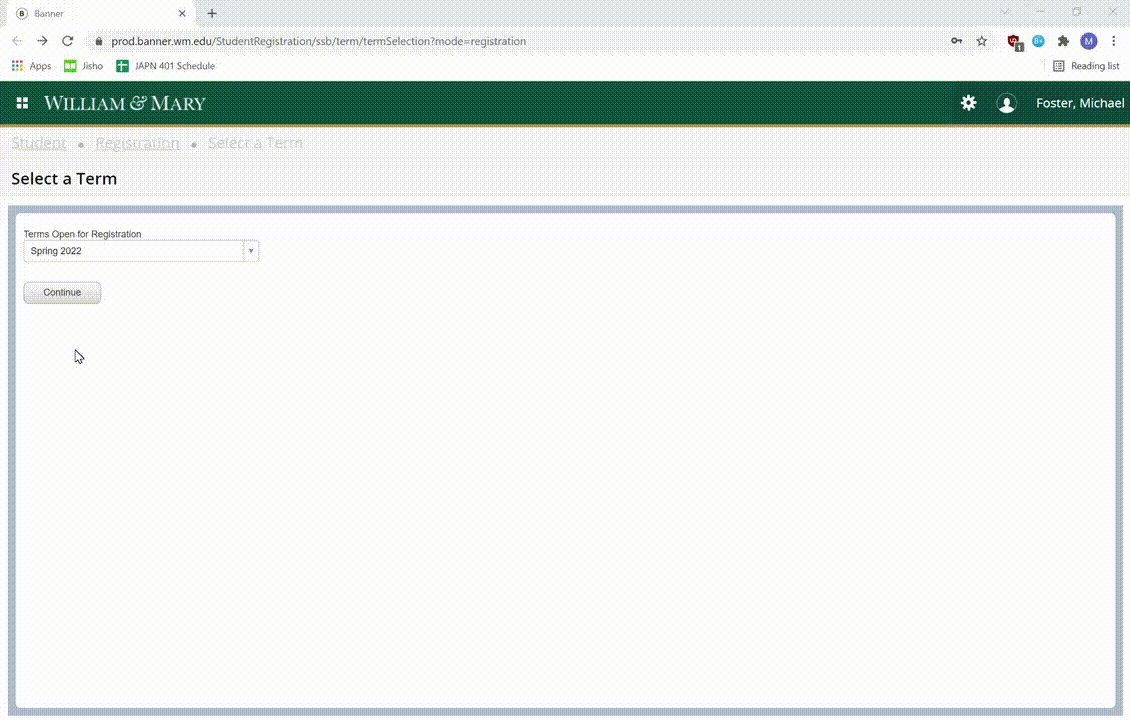 Banner
prod.banner.wm.edu/StudentRegistration/ssb/term/termSelection?mode=registration
1
M
Apps Jisho JAPN 401 Schedule Reading list
WILLIAM & MARY Foster, Michael
Student • Registration • Select a Term
Select a Term
Terms Open for Registration
Spring 2022
Continue